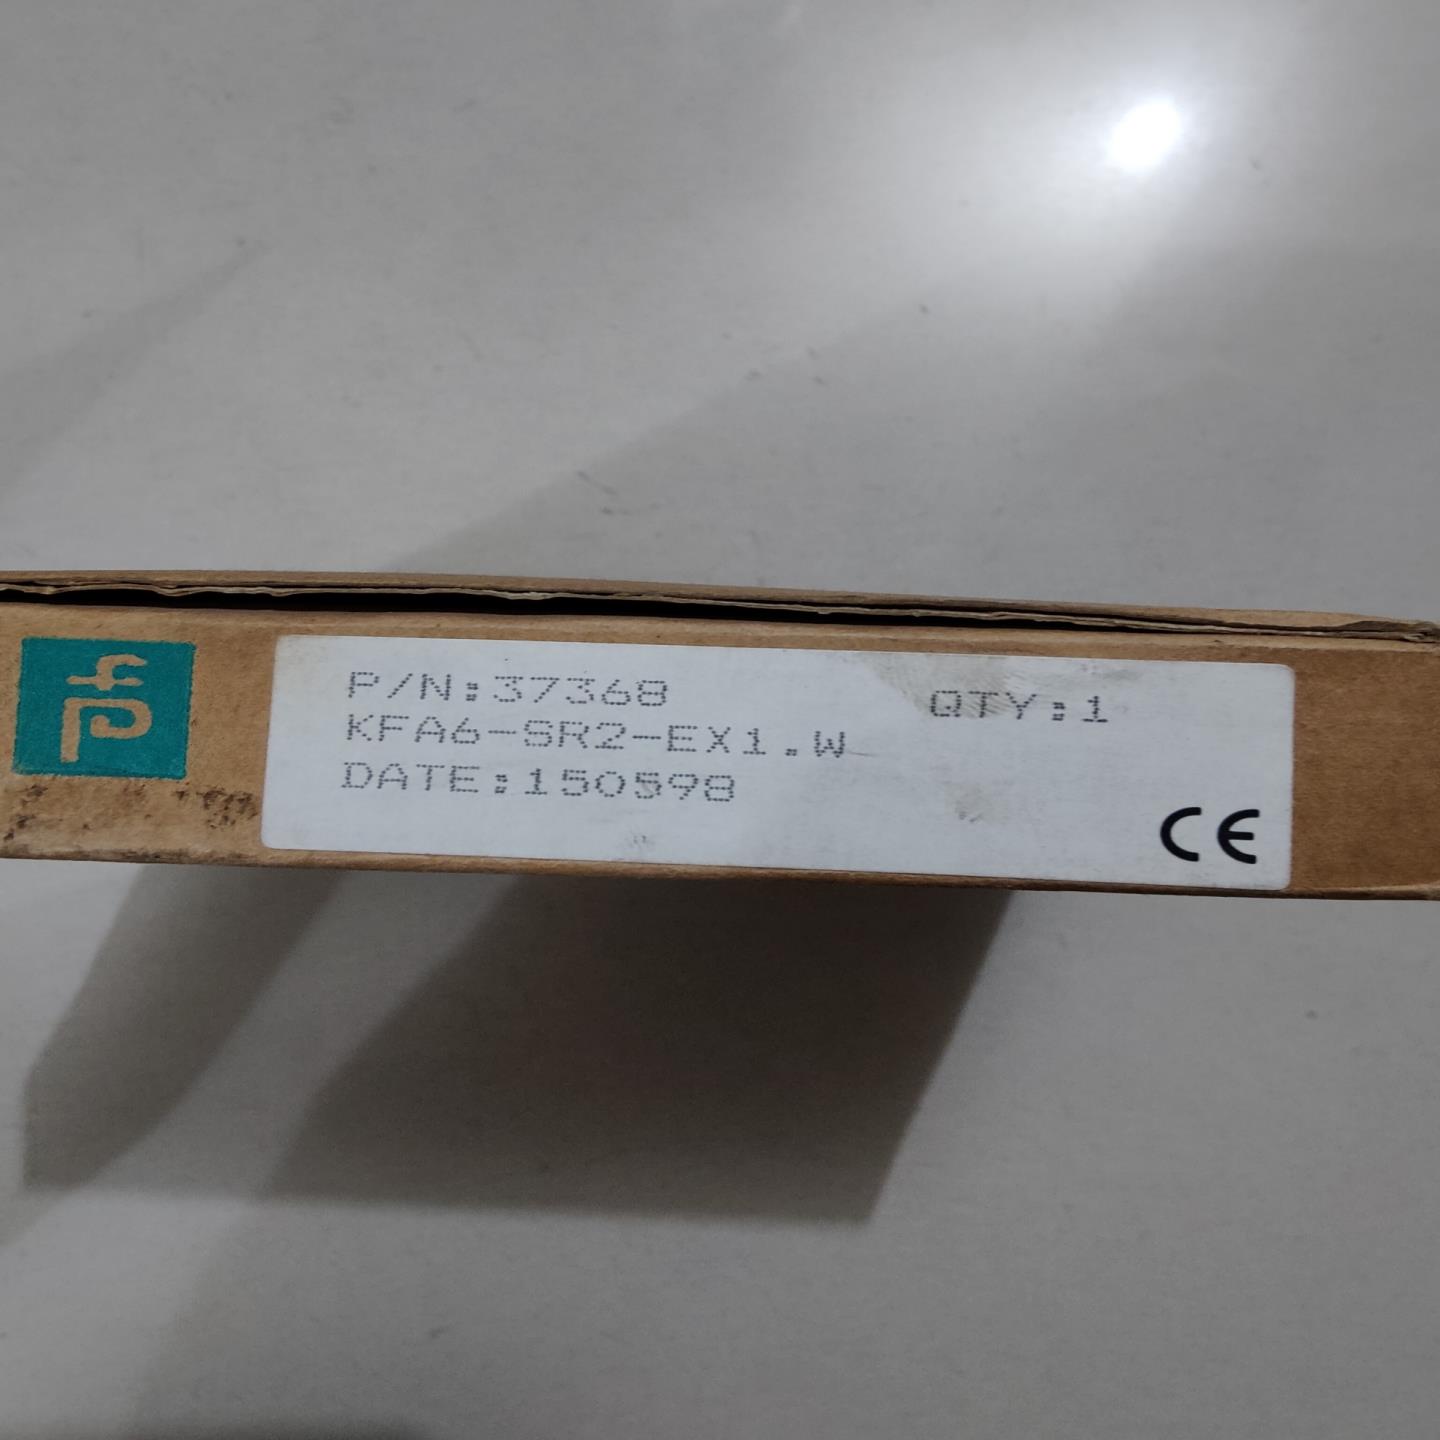 P/N:37368
QTY:1
KFA6-SR2-EX1.W
DATE:150598
CE